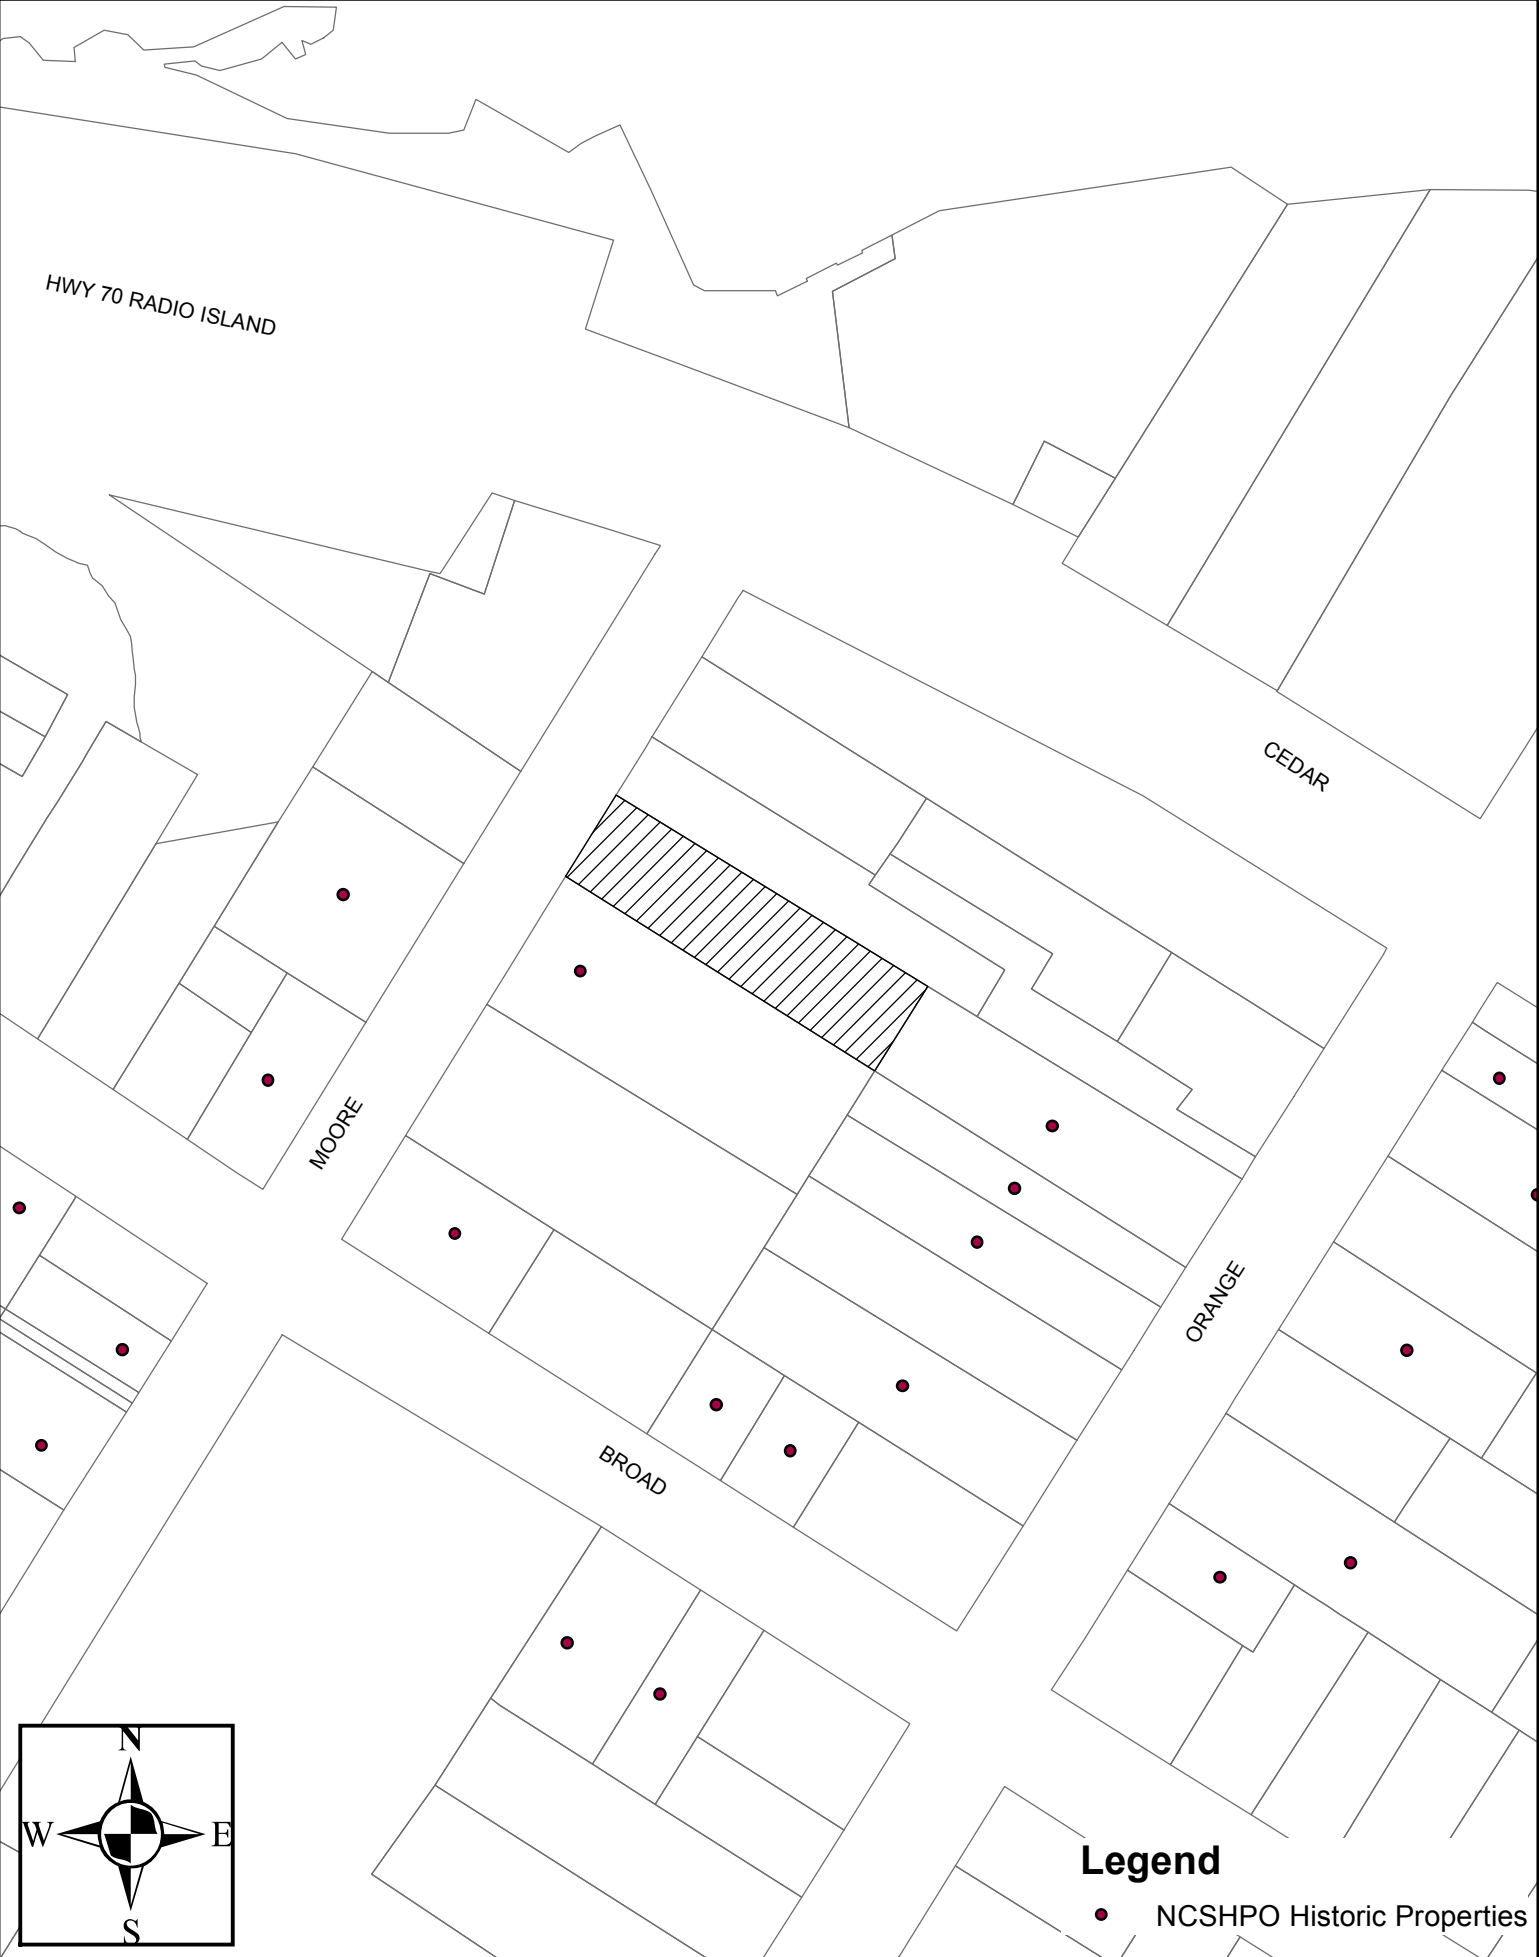 HWY 70 RADIO ISLAND
CEDAR
MOORE
ORANGE
BROAD
N
W E
S
Legend
NCSHPO Historic Properties